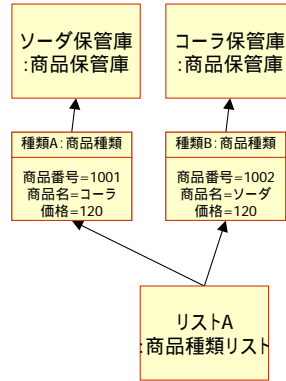 ソーダ保管庫
:商品保管庫
コーラ保管庫
:商品保管庫
種類A:商品種類
商品番号=1001
商品名=コーラ
価格=120
種類B:商品種類
商品番号=1002
商品名=ソーダ
価格=120
リストA
:商品種類リスト